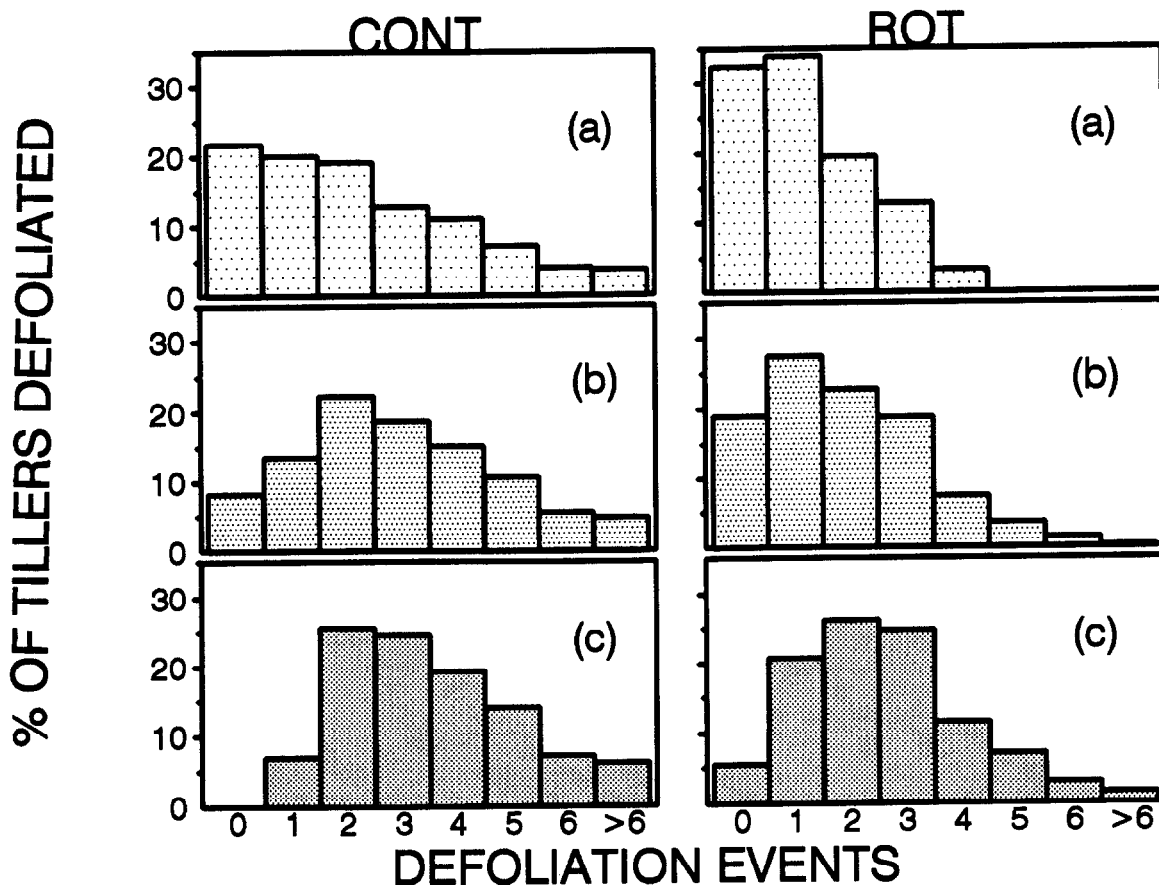 CONT
ROT
% OF TILLERS DEFOLIATED
30
20
10
0
(a)
(a)
30
20
10
0
(b)
(b)
30
20
10
0
(c)
(c)
0 1 2 3 4 5 6 >6
0 1 2 3 4 5 6 >6
DEFOLIATION EVENTS